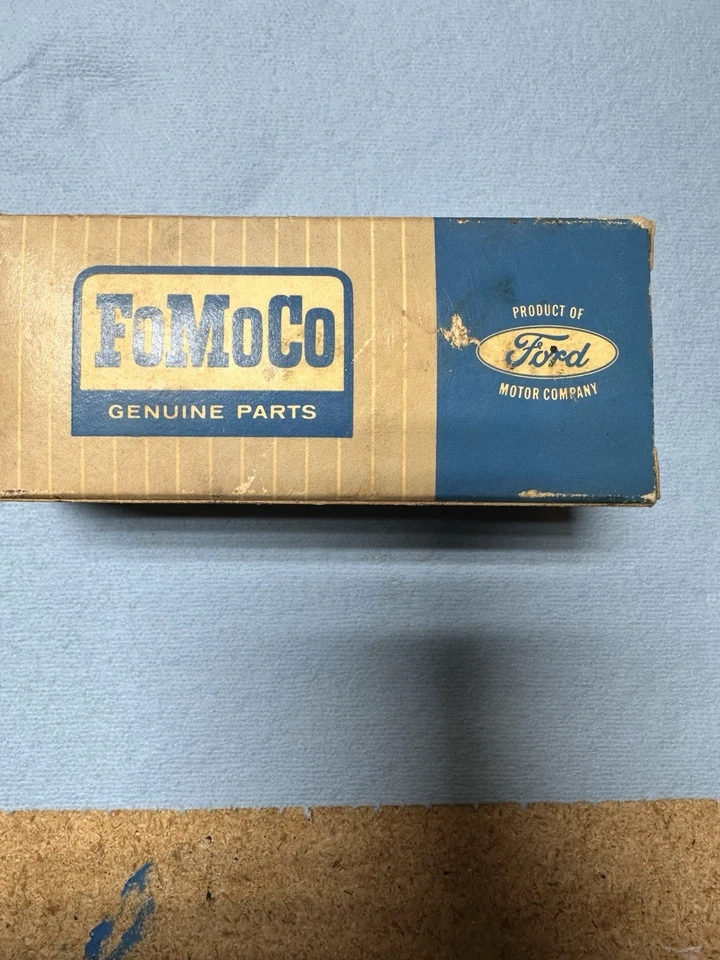 FoMoCo
GENUINE PARTS
PRODUCT OF
Ford
MOTOR COMPANY